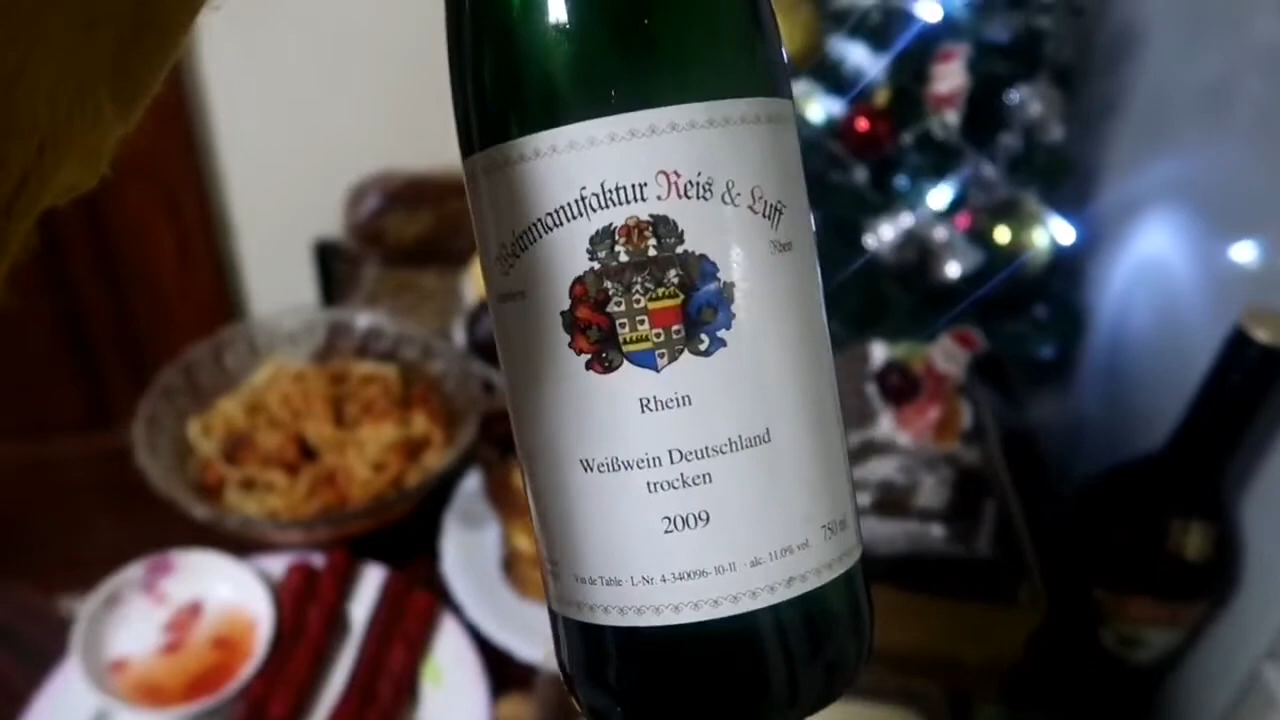 Weinmanufaktur Reis & Luff
Rhein
Rhein
Weißwein Deutschland
trocken
2009
750 ml
Vin de Table · L-Nr. 4-340096-10-11 · alc. 11.0% vol.